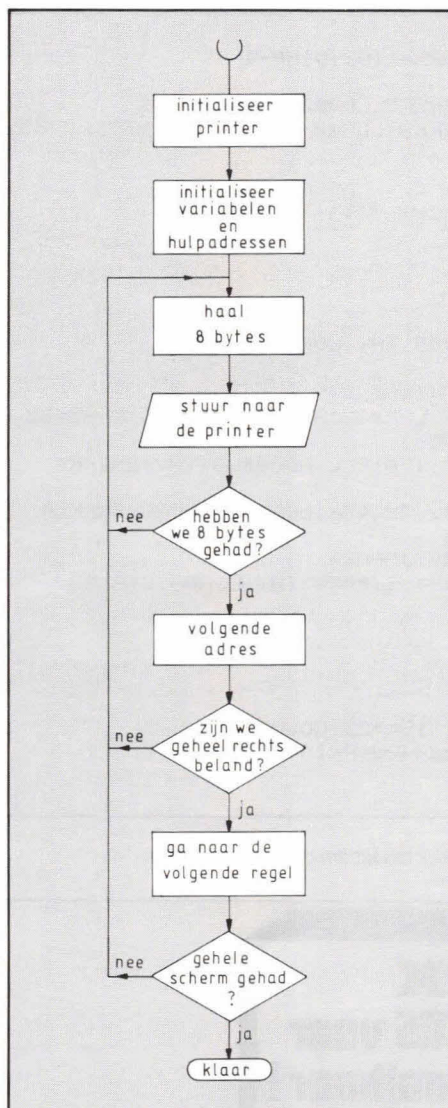 initialiseer
printer
initialiseer
variabelen
en
hulpadressen
haal
8 bytes
stuur naar
de printer
nee
hebben
we 8 bytes
gehad?
ja
volgende
adres
nee
zijn we
geheel rechts
beland?
ja
ga naar de
volgende regel
nee
gehele
scherm gehad
?
ja
klaar